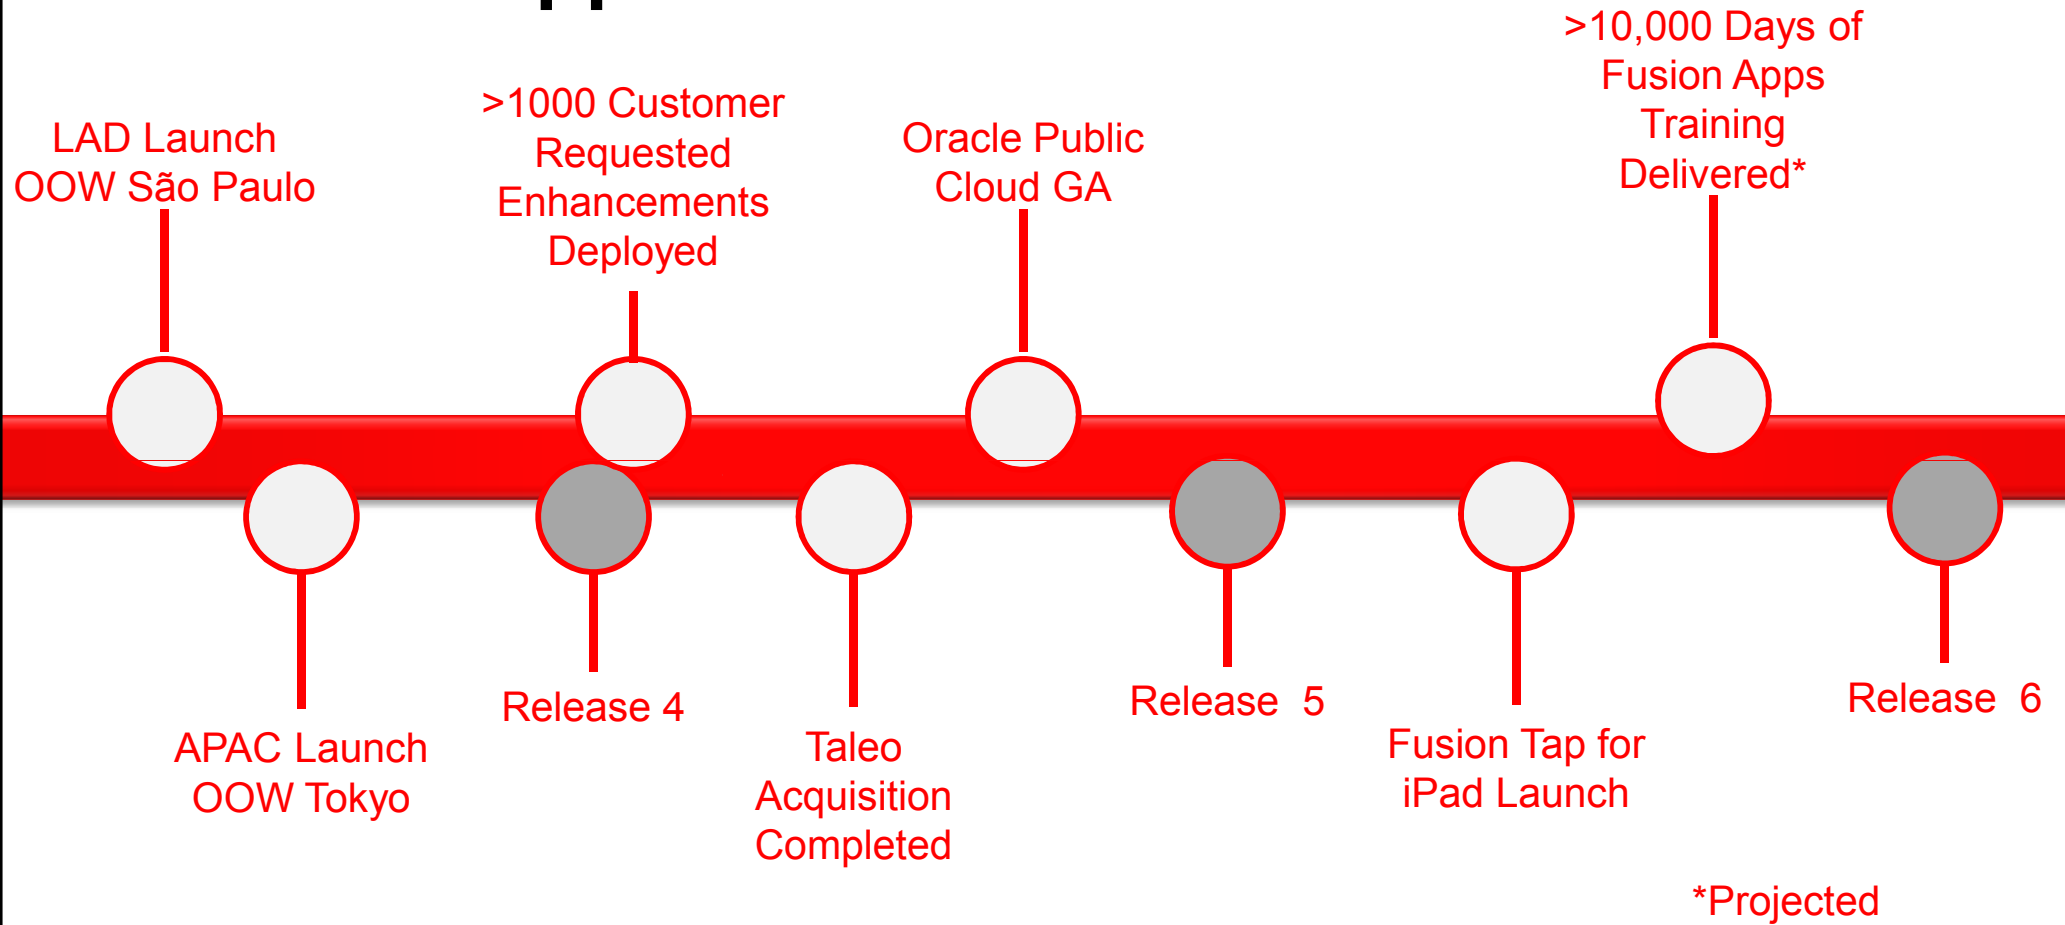 >10,000 Days of
Fusion Apps
Training
Delivered*
>1000 Customer
Requested
Enhancements
Deployed
LAD Launch
OOW São Paulo
Oracle Public
Cloud GA
Release 4
Release  5
Release  6
APAC Launch
OOW Tokyo
Taleo
Acquisition
Completed
Fusion Tap for
iPad Launch
*Projected